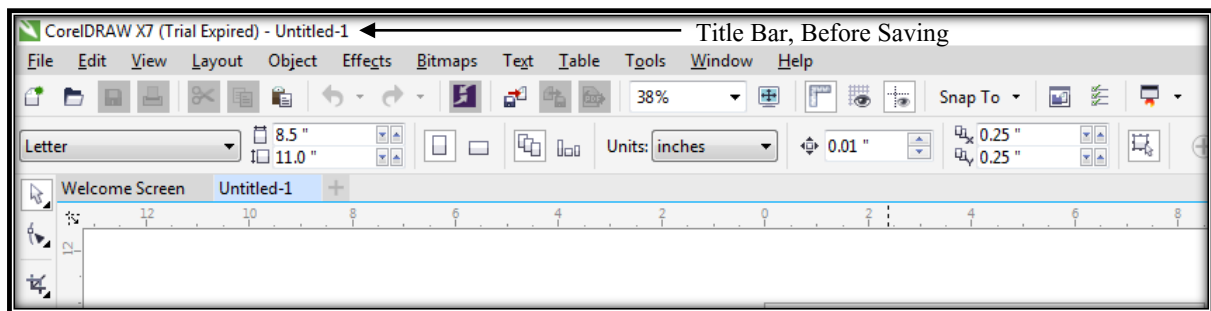 CorelDRAW X7 (Trial Expired) - Untitled-1 Title Bar, Before Saving
File Edit View Layout Object Effects Bitmaps Text Table Tools Window Help
38% Snap To
Letter 8.5 " Units: inches 0.01 " 0.25 "
11.0 " 0.25 "
Welcome Screen Untitled-1
12 10 8 6 4 2 0 2 4 6 8
12